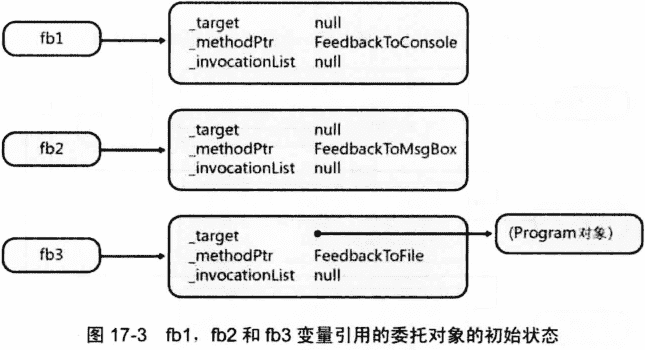 fb1
_target null
_methodPtr FeedbackToConsole
_invocationList null
fb2
_target null
_methodPtr FeedbackToMsgBox
_invocationList null
fb3
_target
_methodPtr FeedbackToFile
_invocationList null
(Program对象)
图 17-3 fb1，fb2 和 fb3 变量引用的委托对象的初始状态